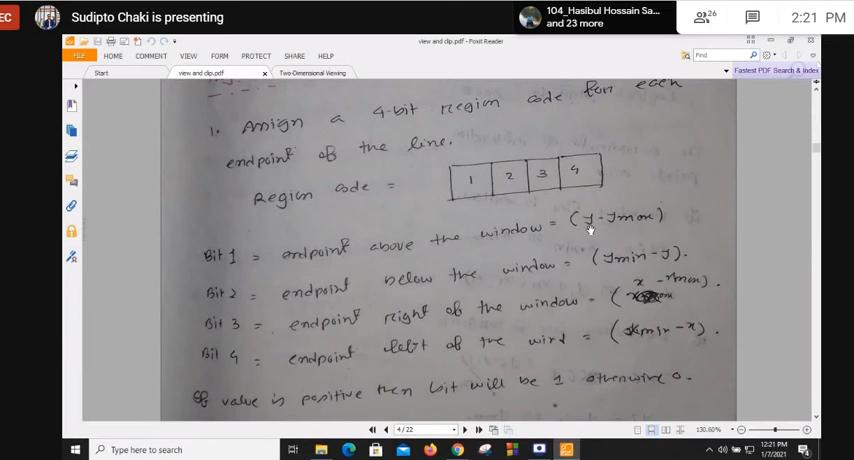 EC
Sudipto Chaki is presenting
104_Hasibul Hossain Sa...
and 23 more
26
2:21 PM
view and clip.pdf - Foxit Reader
FILE HOME COMMENT VIEW FORM PROTECT SHARE HELP
Find
Start view and clip.pdf Two-Dimensional Viewing
Fastest PDF Search & Index
1. Assign a 4-bit region code for each
endpoint of the line.
Region code = 1 2 3 4
Bit 1 = endpoint above the window = (y - ymax)
Bit 2 = endpoint below the window = (ymin - y).
Bit 3 = endpoint right of the window = (x - xmax).
Bit 4 = endpoint left of the wind = (xmin - x).
If value is positive then bit will be 1 otherwise 0.
4 / 22
130.60%
Type here to search
12:21 PM
1/7/2021